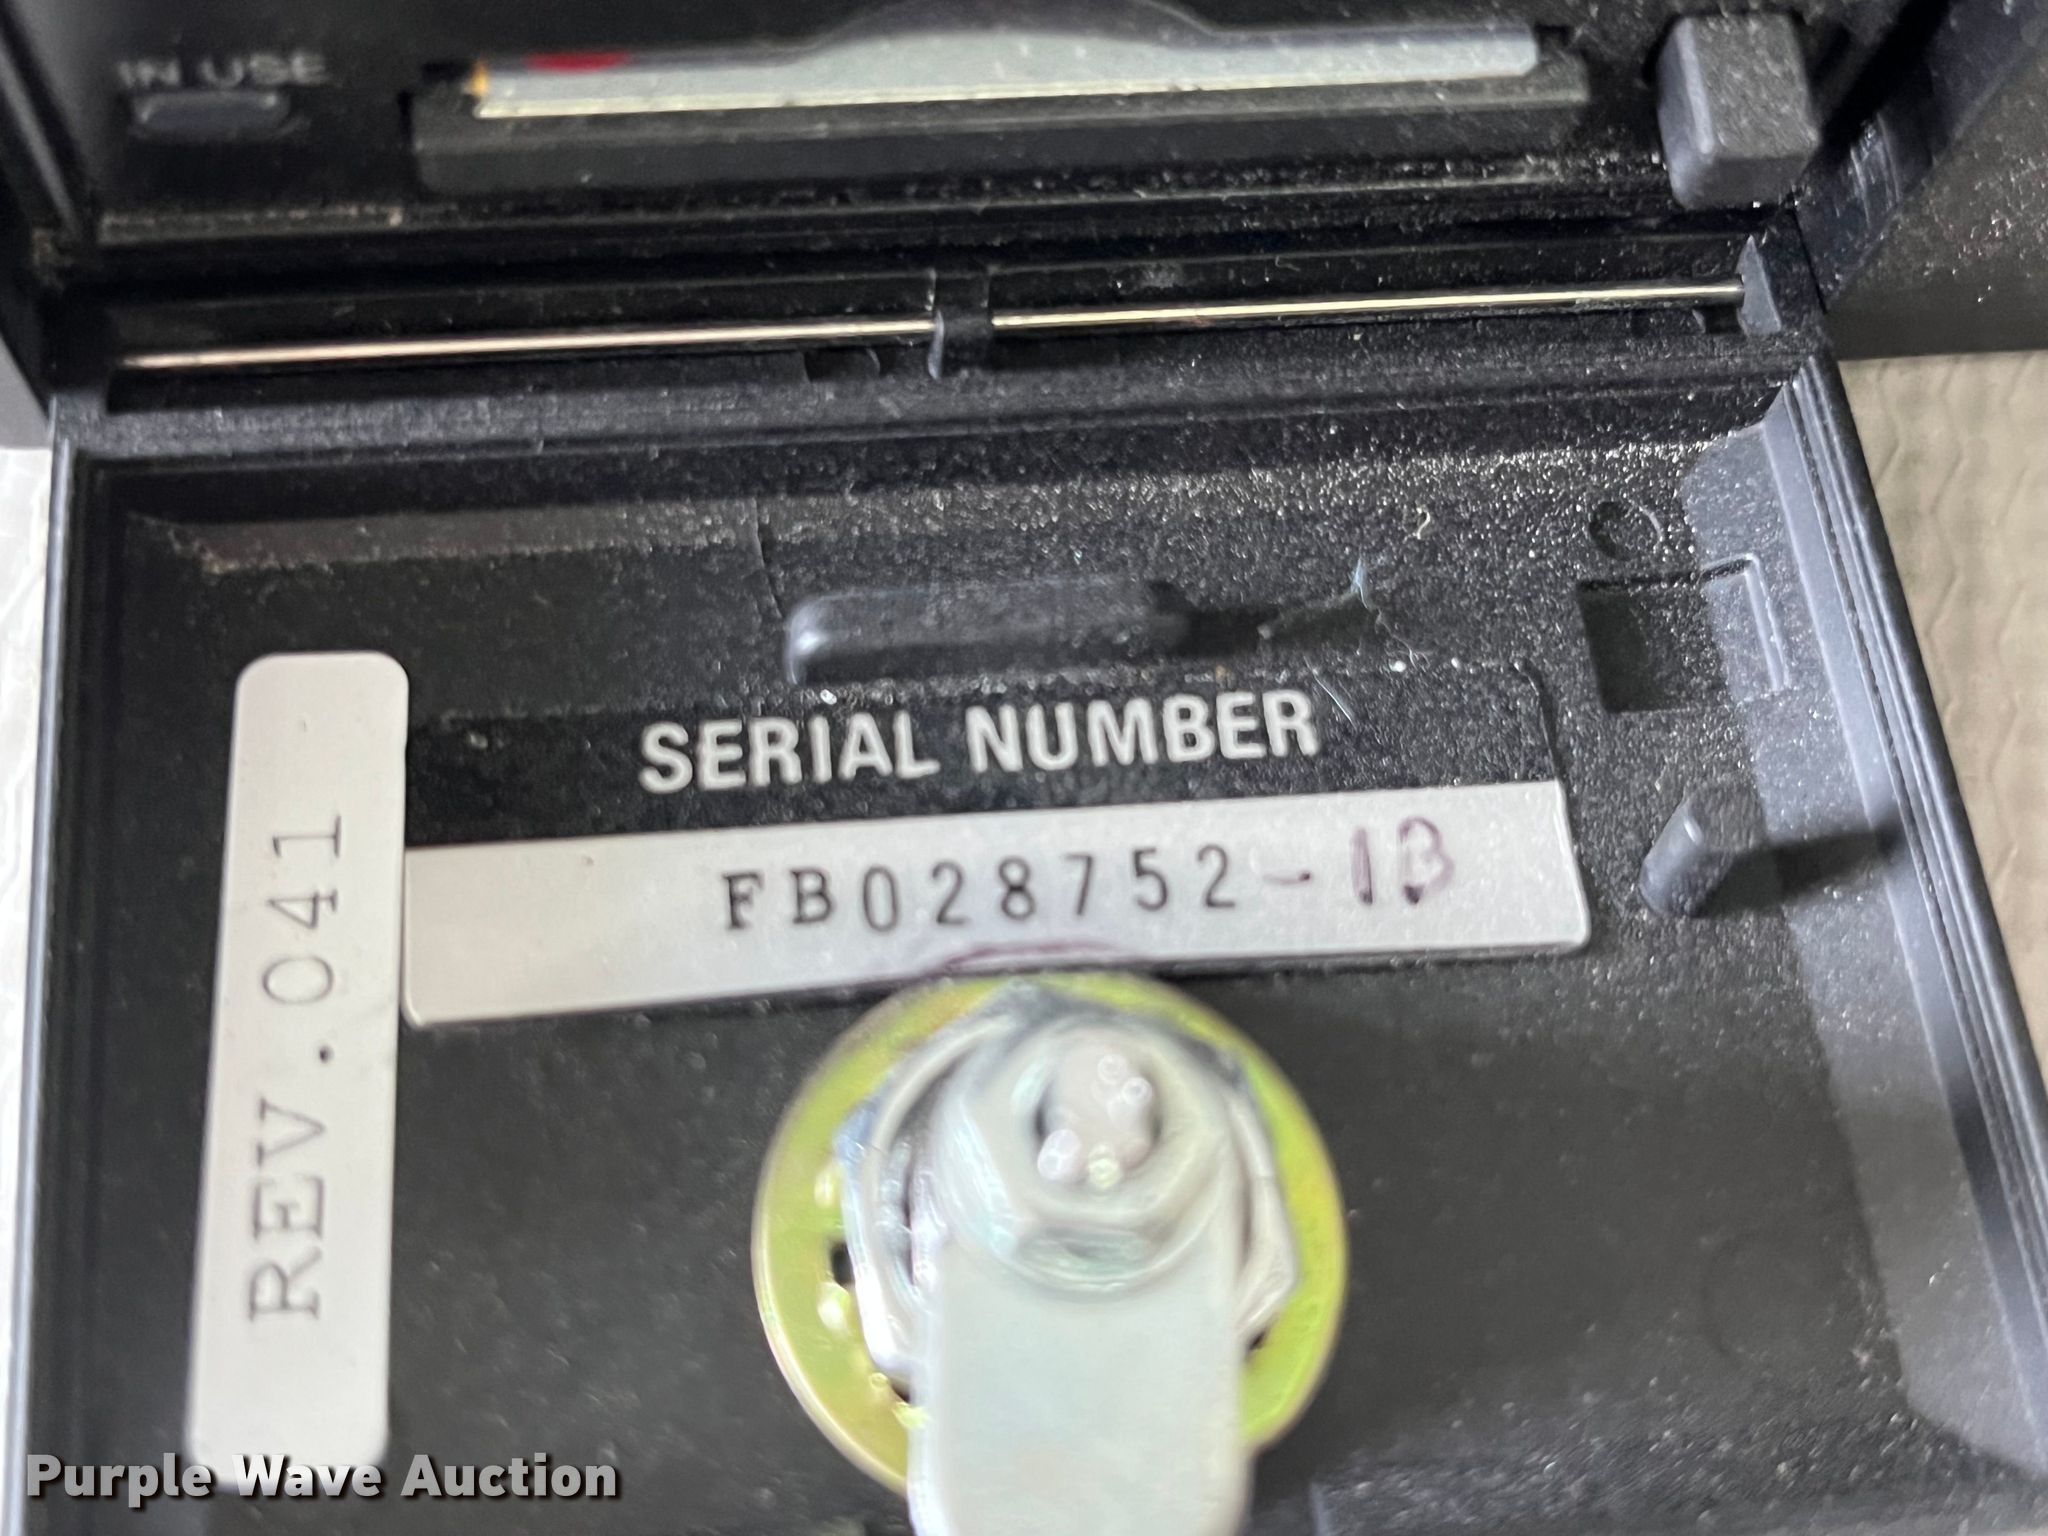 IN USE
SERIAL NUMBER
FB028752-1B
REV.041
Purple Wave Auction